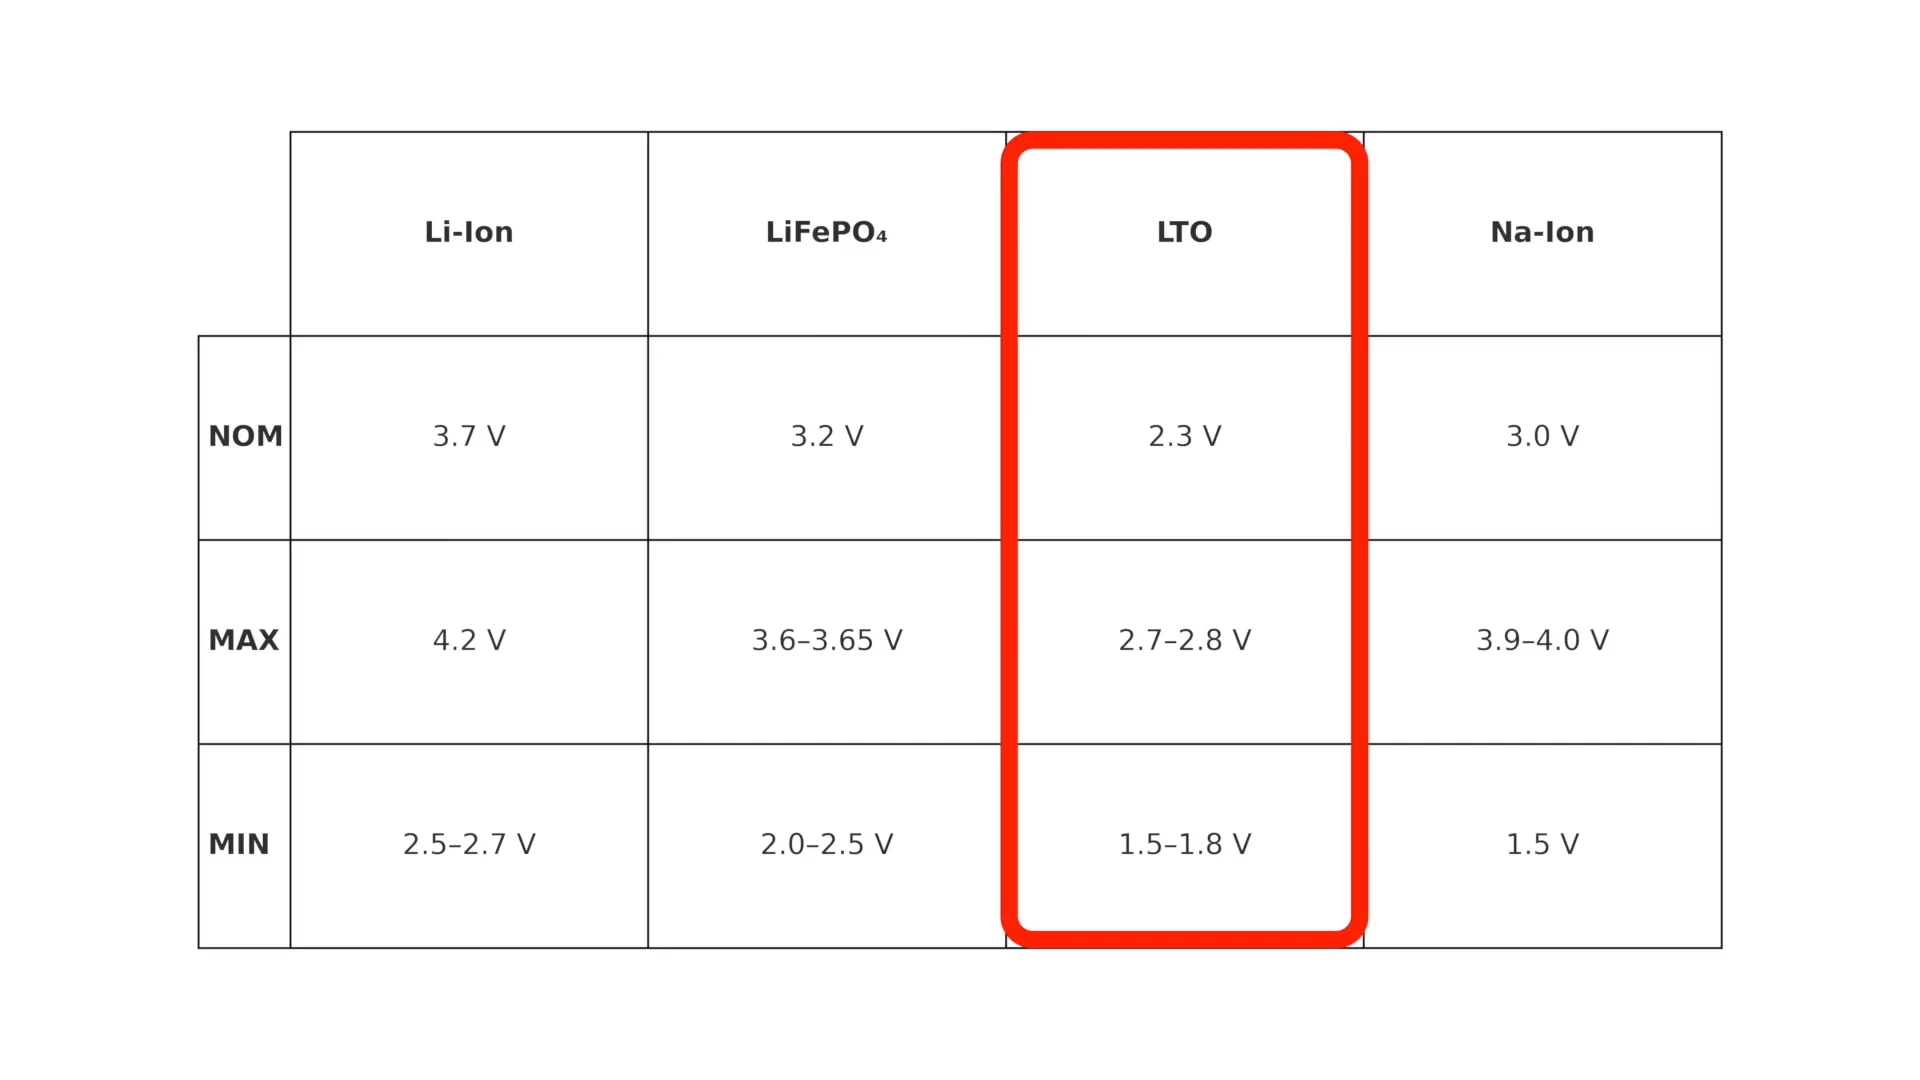 Li-Ion LiFePO₄ LTO Na-Ion
NOM 3.7 V 3.2 V 2.3 V 3.0 V
MAX 4.2 V 3.6–3.65 V 2.7–2.8 V 3.9–4.0 V
MIN 2.5–2.7 V 2.0–2.5 V 1.5–1.8 V 1.5 V